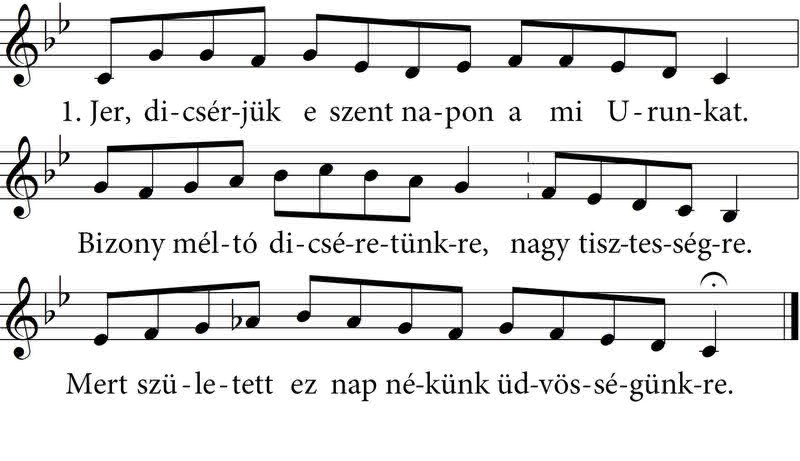 1. Jer, di-csér-jük e szent na-pon a mi U-run-kat.
Bizony mél-tó di-csé-re-tünk-re, nagy tisz-tes-ség-re.
Mert szü-le-tett ez nap né-künk üd-vös-sé-günk-re.